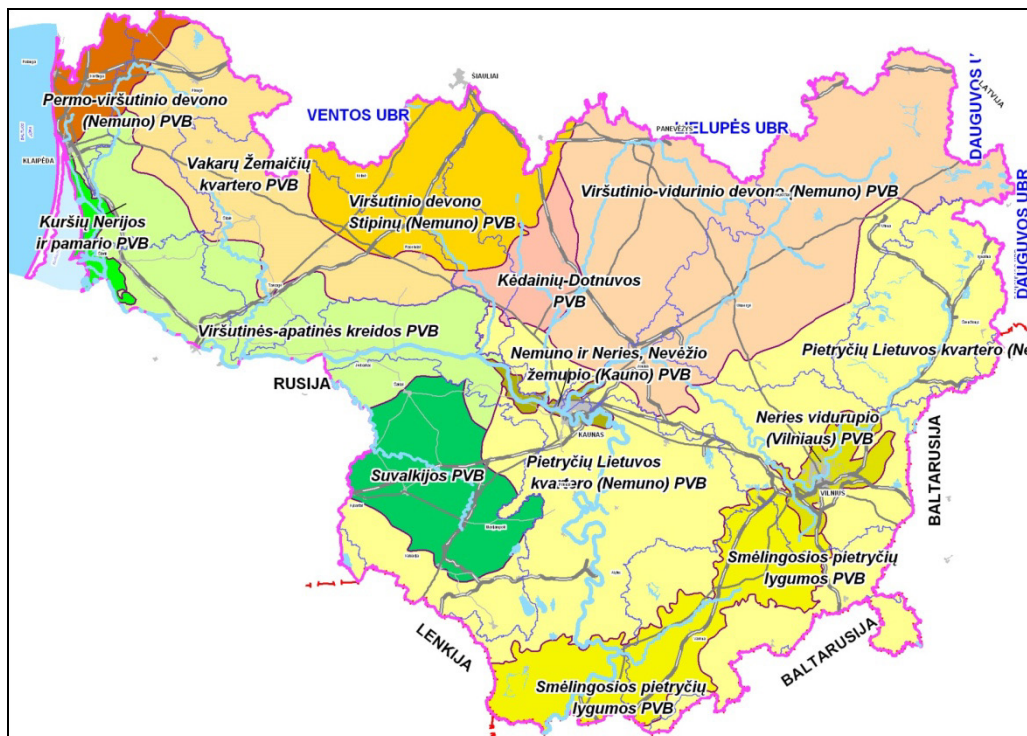 ŠIAULIAI
DAUGUVOS U
LATVIJA
Permo-viršutinio devono
(Nemuno) PVB
VENTOS UBR
PANEVĖŽYS
LIELUPĖS UBR
KLAIPĖDA
Vakarų Žemaičių
kvartero PVB
Viršutinio devono
Stipinų (Nemuno) PVB
Viršutinio-vidurinio devono (Nemuno) PVB
Kuršių Nerijos
ir pamario PVB
DAUGUVOS UBR
Kėdainių-Dotnuvos
PVB
Viršutinės-apatinės kreidos PVB
Nemuno ir Neries, Nevėžio
žemupio (Kauno) PVB
Pietryčių Lietuvos kvartero (Ne
RUSIJA
Neries vidurupio
(Vilniaus) PVB
KAUNAS
BALTARUSIJA
Suvalkijos PVB
Pietryčių Lietuvos
kvartero (Nemuno) PVB
VILNIUS
Smėlingosios pietryčių
lygumos PVB
LENKIJA
BALTARUSIJA
Smėlingosios pietryčių
lygumos PVB